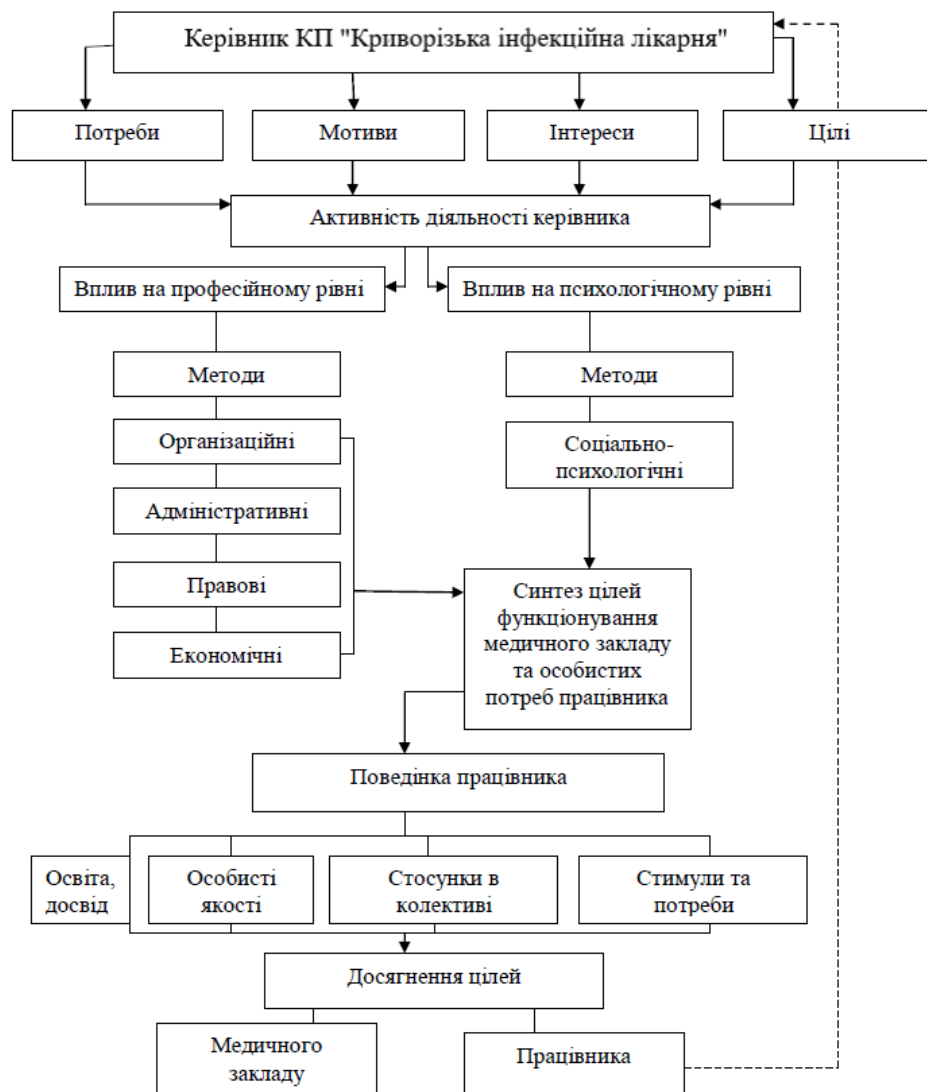 Керівник КП "Криворізька інфекційна лікарня"
Потреби
Мотиви
Інтереси
Цілі
Активність діяльності керівника
Вплив на професійному рівні
Вплив на психологічному рівні
Методи
Методи
Організаційні
Соціально-
психологічні
Адміністративні
Правові
Економічні
Синтез цілей
функціонування
медичного закладу
та особистих
потреб працівника
Поведінка працівника
Освіта,
досвід
Особисті
якості
Стосунки в
колективі
Стимули та
потреби
Досягнення цілей
Медичного
закладу
Працівника